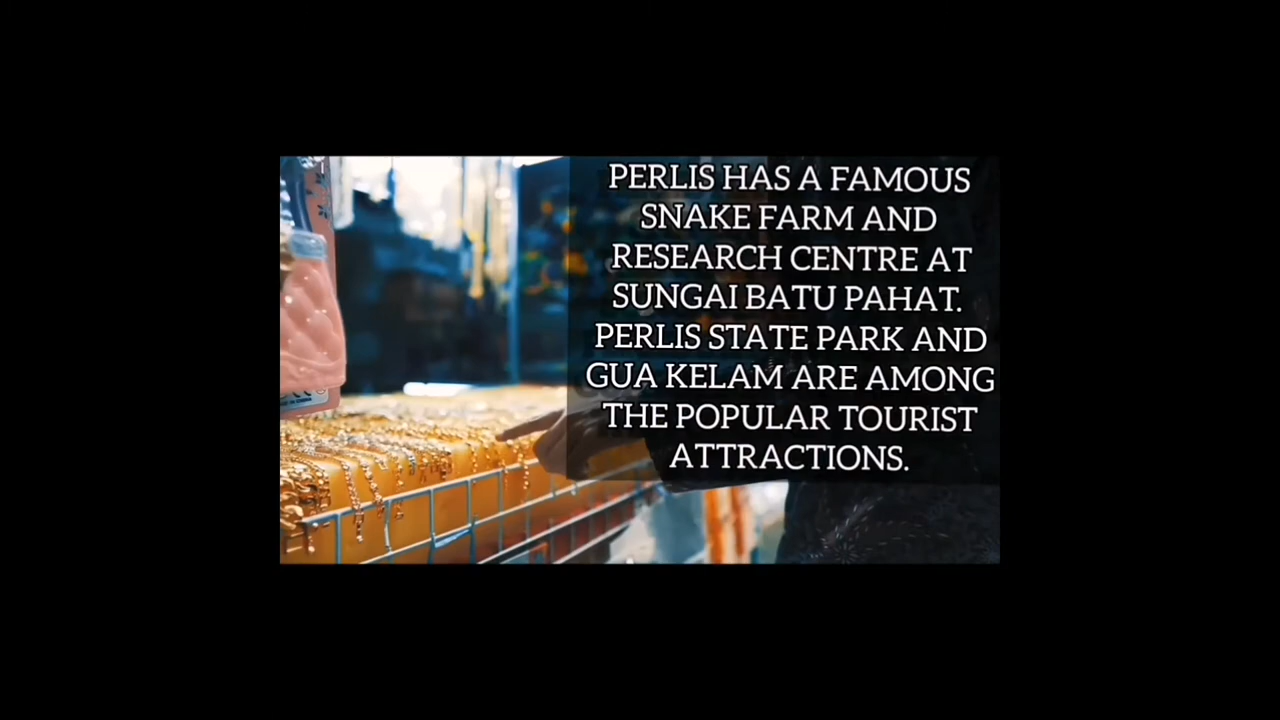 PERLIS HAS A FAMOUS
SNAKE FARM AND
RESEARCH CENTRE AT
SUNGAI BATU PAHAT.
PERLIS STATE PARK AND
GUA KELAM ARE AMONG
THE POPULAR TOURIST
ATTRACTIONS.